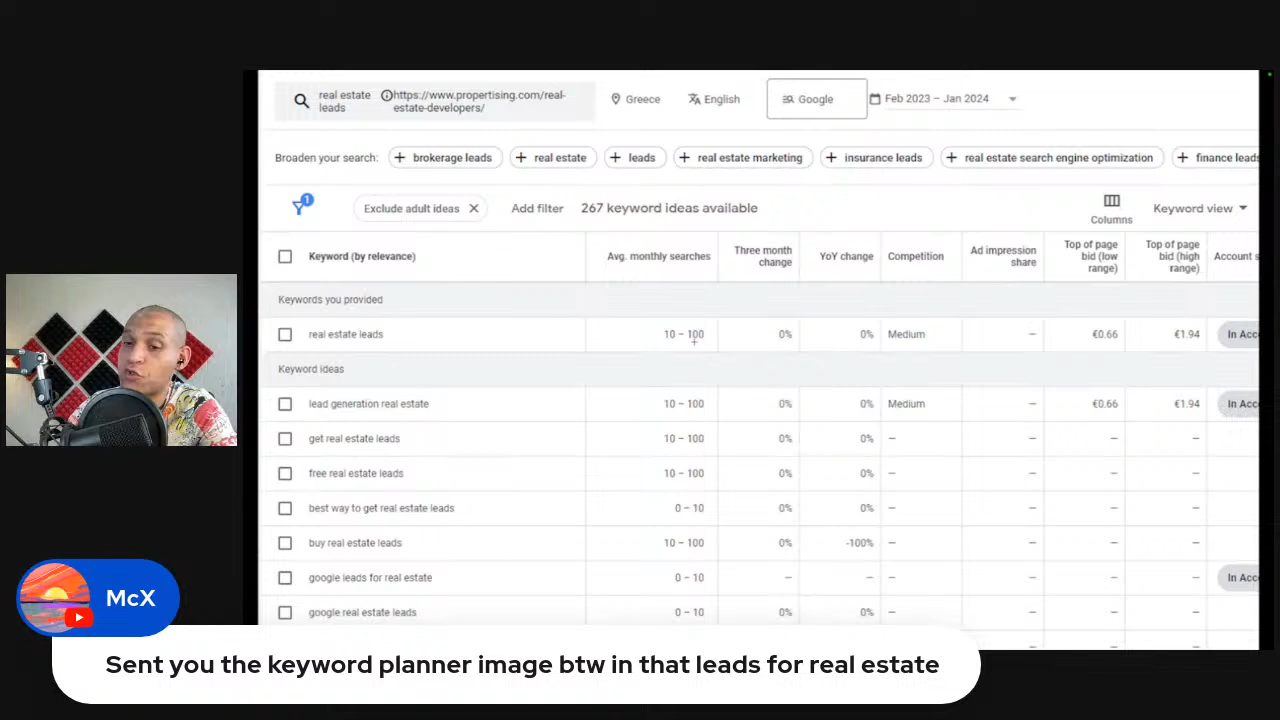 real estate leads
https://www.propertising.com/real-estate-developers/
Greece
English
Google
Feb 2023 – Jan 2024
Broaden your search:
+ brokerage leads
+ real estate
+ leads
+ real estate marketing
+ insurance leads
+ real estate search engine optimization
+ finance leads
1
Exclude adult ideas X
Add filter
267 keyword ideas available
Columns
Keyword view
Keyword (by relevance) Avg. monthly searches Three month change YoY change Competition Ad impression share Top of page bid (low range) Top of page bid (high range) Account s
Keywords you provided
real estate leads 10 – 100 0% 0% Medium – €0.66 €1.94 In Acc
Keyword ideas
lead generation real estate 10 – 100 0% 0% Medium – €0.66 €1.94 In Acc
get real estate leads 10 – 100 0% 0% – – – –
free real estate leads 10 – 100 0% 0% – – – –
best way to get real estate leads 0 – 10 0% 0% – – – –
buy real estate leads 10 – 100 0% -100% – – – –
google leads for real estate 0 – 10 – – – – – – In Acc
google real estate leads 0 – 10 0% 0% – – – –
McX
Sent you the keyword planner image btw in that leads for real estate